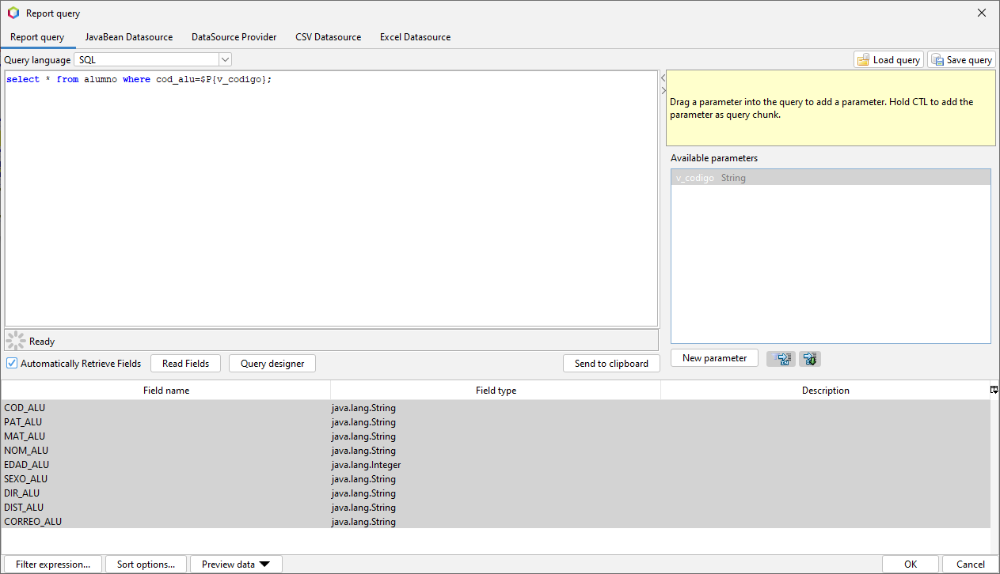 Report query
Report query JavaBean Datasource DataSource Provider CSV Datasource Excel Datasource
Query language SQL Load query Save query
select * from alumno where cod_alu=$P{v_codigo};
Drag a parameter into the query to add a parameter. Hold CTL to add the
parameter as query chunk.
Available parameters
v_codigo String
Ready
Automatically Retrieve Fields Read Fields Query designer Send to clipboard New parameter
Field name Field type Description
COD_ALU java.lang.String
PAT_ALU java.lang.String
MAT_ALU java.lang.String
NOM_ALU java.lang.String
EDAD_ALU java.lang.Integer
SEXO_ALU java.lang.String
DIR_ALU java.lang.String
DIST_ALU java.lang.String
CORREO_ALU java.lang.String
Filter expression... Sort options... Preview data OK Cancel